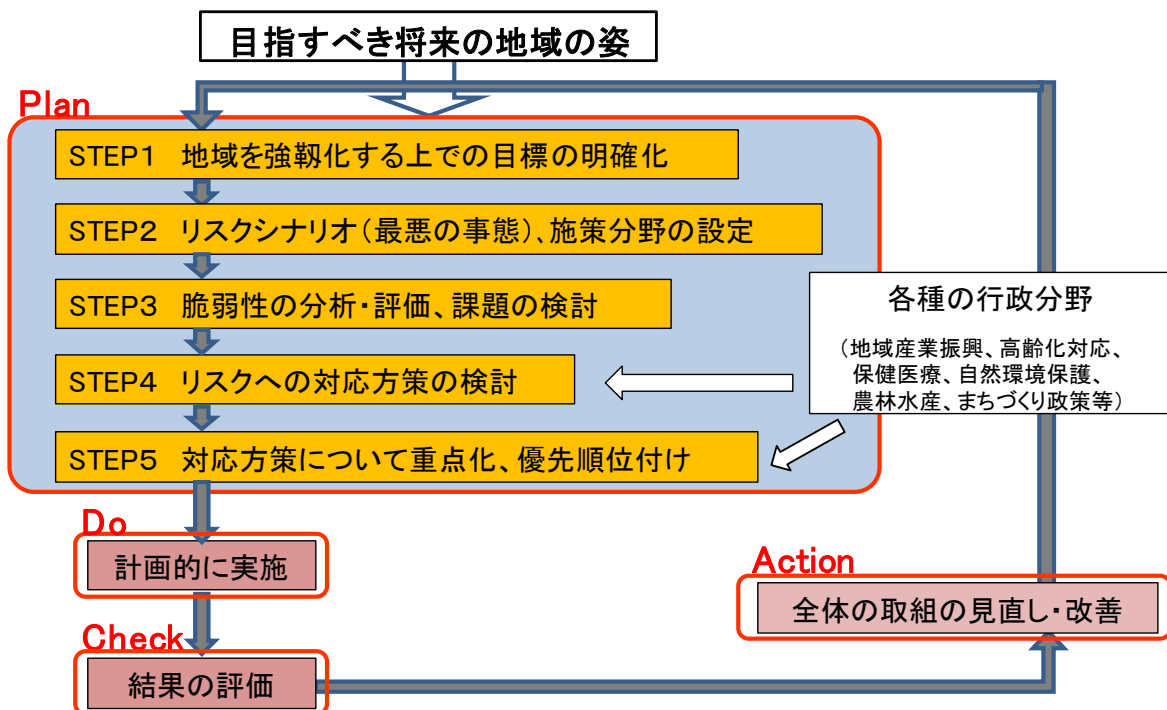 目指すべき将来の地域の姿
Plan
STEP1 地域を強靱化する上での目標の明確化
STEP2 リスクシナリオ(最悪の事態)、施策分野の設定
STEP3 脆弱性の分析・評価、課題の検討
STEP4 リスクへの対応方策の検討
STEP5 対応方策について重点化、優先順位付け
各種の行政分野
(地域産業振興、高齢化対応、
保健医療、自然環境保護、
農林水産、まちづくり政策等)
Do
計画的に実施
Check
結果の評価
Action
全体の取組の見直し・改善